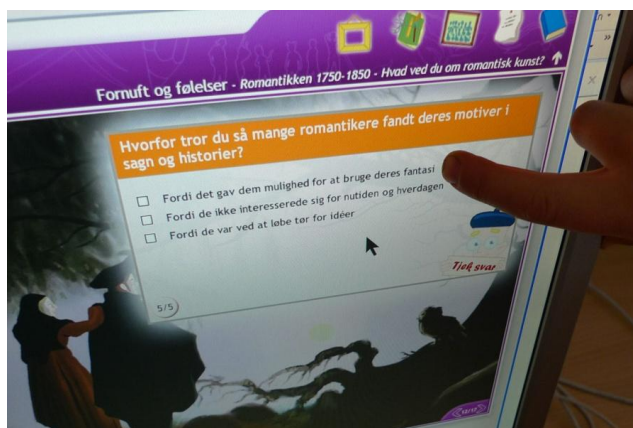 Fornuft og følelser - Romantikken 1750-1850 - Hvad ved du om romantisk kunst?
Hvorfor tror du så mange romantikere fandt deres motiver i
sagn og historier?
Fordi det gav dem mulighed for at bruge deres fantasi
Fordi de ikke interesserede sig for nutiden og hverdagen
Fordi de var ved at løbe tør for idéer
Tjek svar
5/5